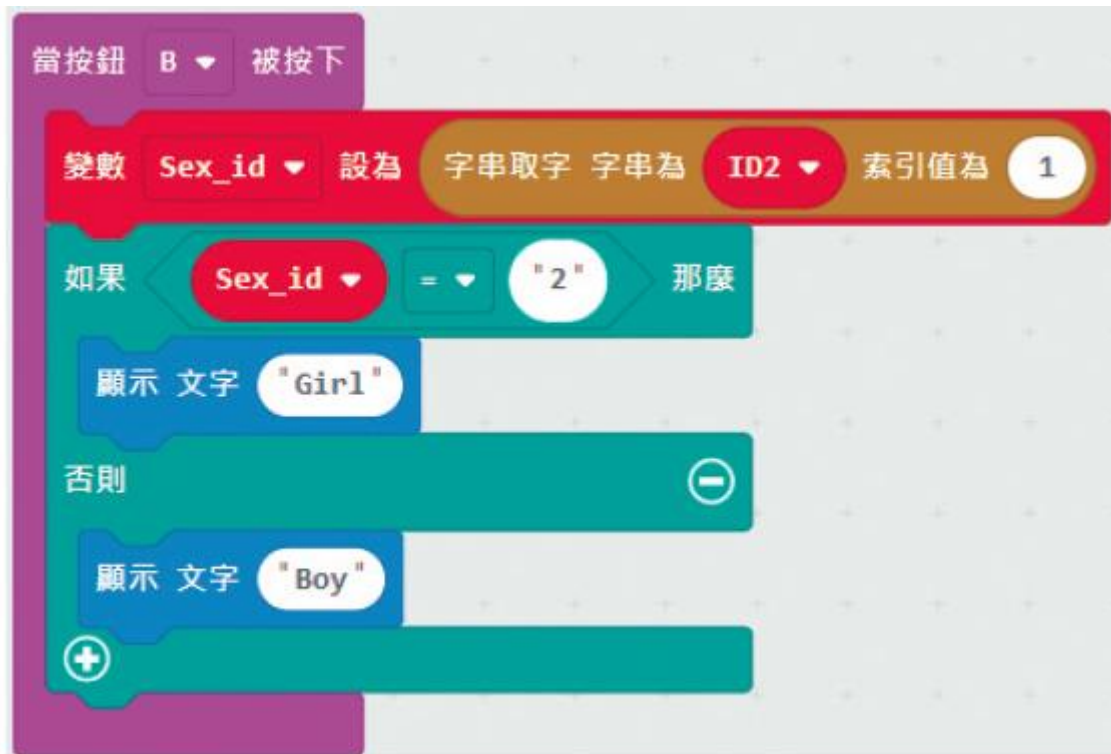 當按鈕 B 被按下
變數 Sex_id 設為 字串取字 字串為 ID2 索引值為 1
如果 Sex_id = "2" 那麼
顯示 文字 "Girl"
否則
顯示 文字 "Boy"